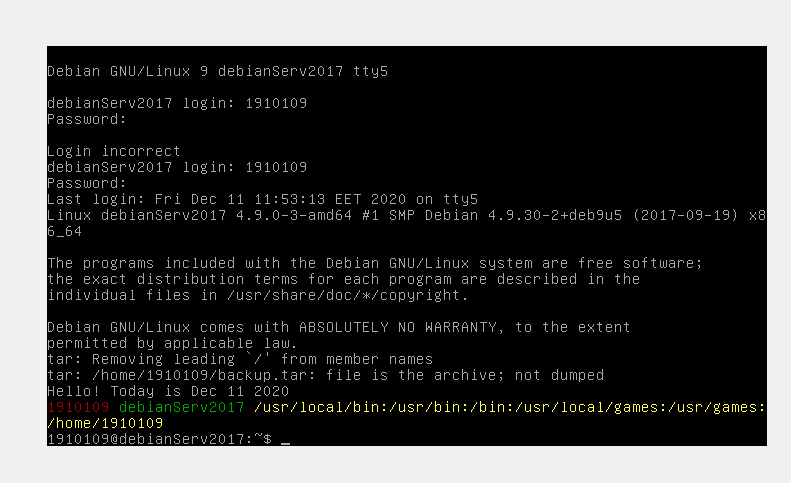 Debian GNU/Linux 9 debianServ2017 tty5
debianServ2017 login: 1910109
Password:
Login incorrect
debianServ2017 login: 1910109
Password:
Last login: Fri Dec 11 11:53:13 EET 2020 on tty5
Linux debianServ2017 4.9.0-3-amd64 #1 SMP Debian 4.9.30-2+deb9u5 (2017-09-19) x8
6_64
The programs included with the Debian GNU/Linux system are free software;
the exact distribution terms for each program are described in the
individual files in /usr/share/doc/*/copyright.
Debian GNU/Linux comes with ABSOLUTELY NO WARRANTY, to the extent
permitted by applicable law.
tar: Removing leading `/' from member names
tar: /home/1910109/backup.tar: file is the archive; not dumped
Hello! Today is Dec 11 2020
1910109 debianServ2017 /usr/local/bin:/usr/bin:/bin:/usr/local/games:/usr/games:
/home/1910109
1910109@debianServ2017:~$ _